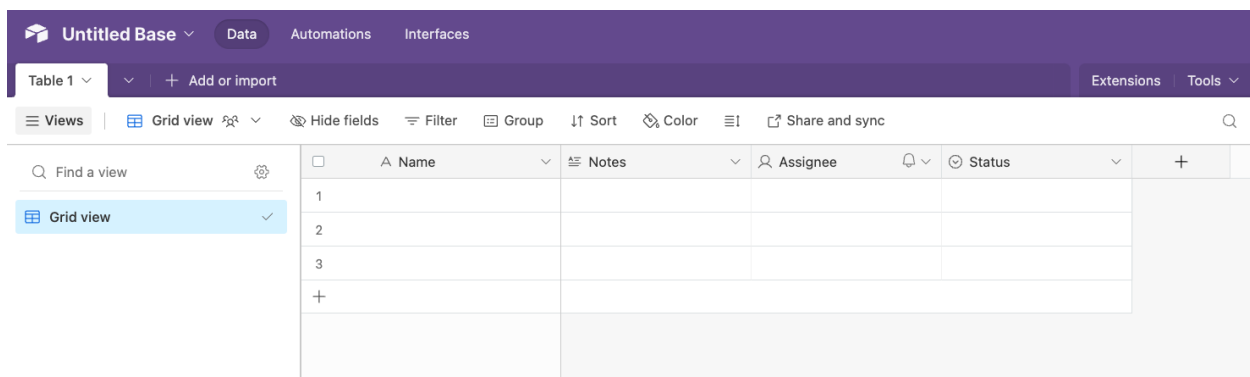 Untitled Base Data Automations Interfaces
Table 1 Add or import Extensions Tools
Views Grid view Hide fields Filter Group Sort Color Share and sync
Find a view
Grid view
A Name Notes Assignee Status
1
2
3